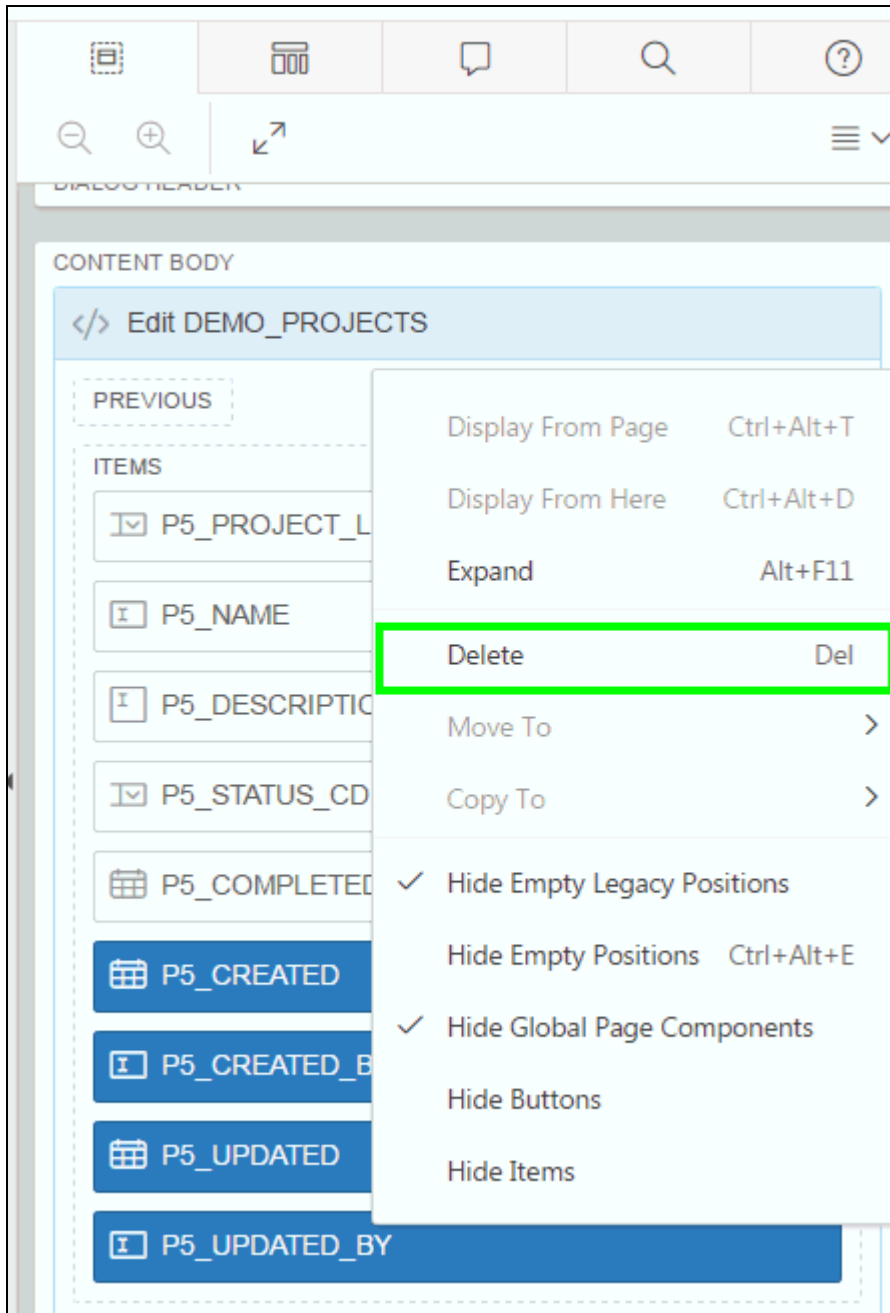 DIALOG HEADER
CONTENT BODY
</> Edit DEMO_PROJECTS
PREVIOUS
ITEMS
P5_PROJECT_L
P5_NAME
P5_DESCRIPTIO
P5_STATUS_CD
P5_COMPLETED
P5_CREATED
P5_CREATED_B
P5_UPDATED
P5_UPDATED_BY
Display From Page Ctrl+Alt+T
Display From Here Ctrl+Alt+D
Expand Alt+F11
Delete Del
Move To
Copy To
Hide Empty Legacy Positions
Hide Empty Positions Ctrl+Alt+E
Hide Global Page Components
Hide Buttons
Hide Items